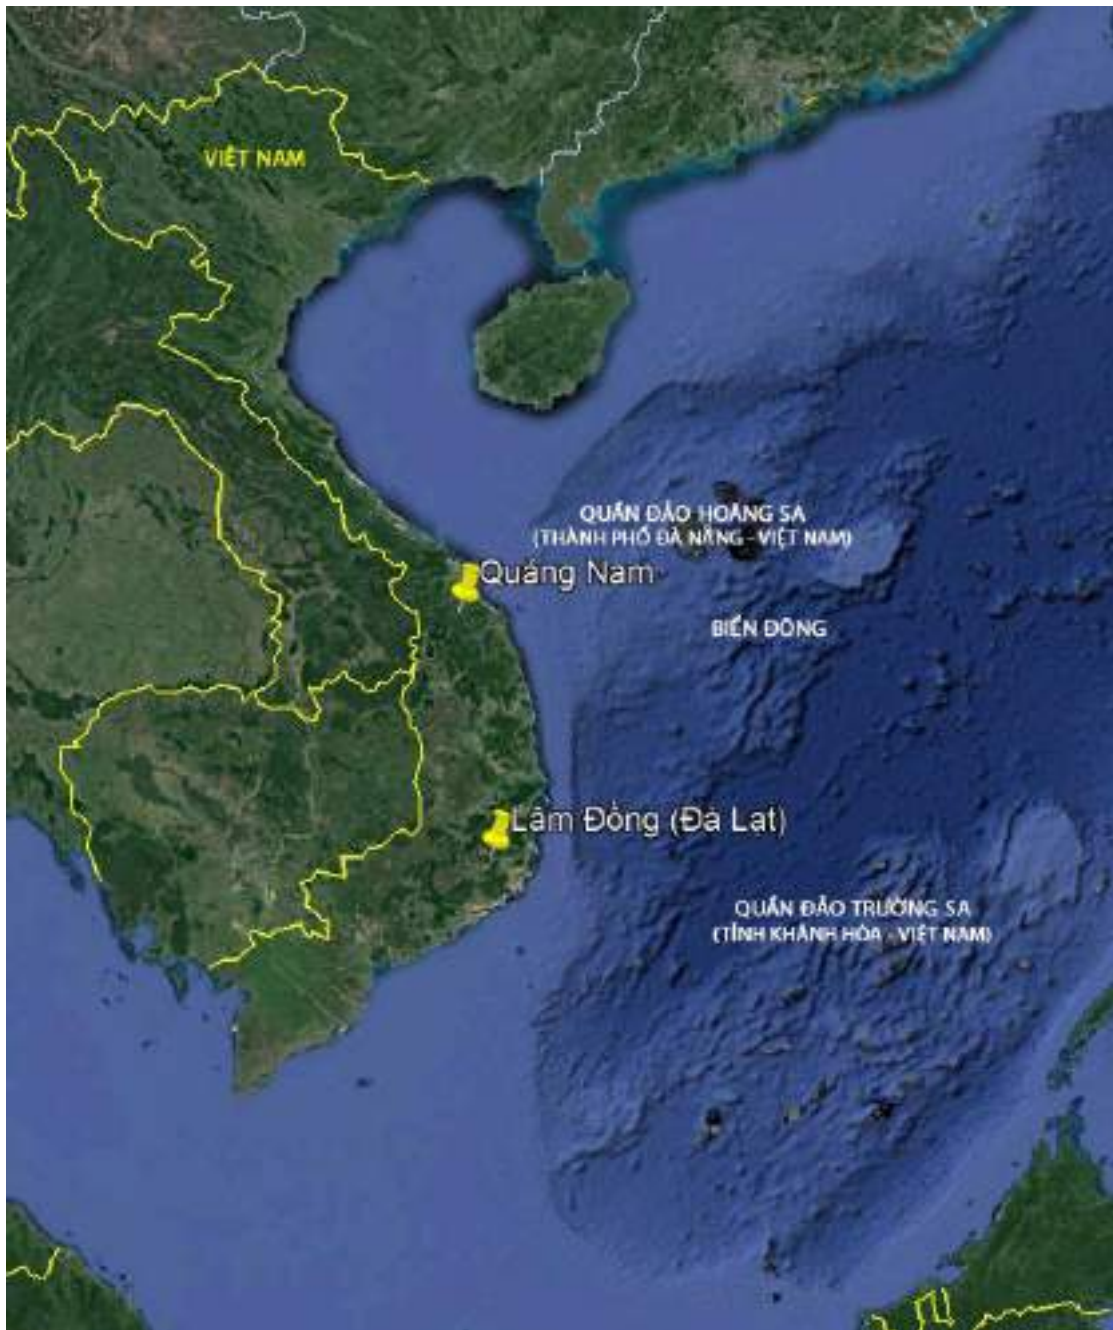 VIỆT NAM
QUẦN ĐẢO HOÀNG SA
(THÀNH PHỐ ĐÀ NẴNG - VIỆT NAM)
Quảng Nam
BIỂN ĐÔNG
Lâm Đồng (Đà Lạt)
QUẦN ĐẢO TRƯỜNG SA
(TỈNH KHÁNH HÒA - VIỆT NAM)